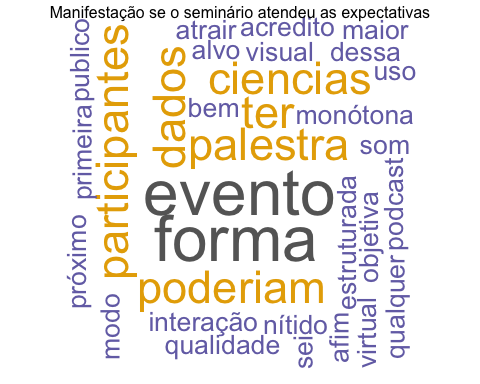 Manifestação se o seminário atendeu as expectativas
publico
primeira
próximo
modo
participantes
dados
atrair
acredito
maior
alvo
visual
dessa
ciencias
uso
bem
ter
monótona
palestra
som
evento
forma
poderiam
interação
nítido
qualidade
sei
afim
estruturada
virtual
objetiva
qualquer
podcast